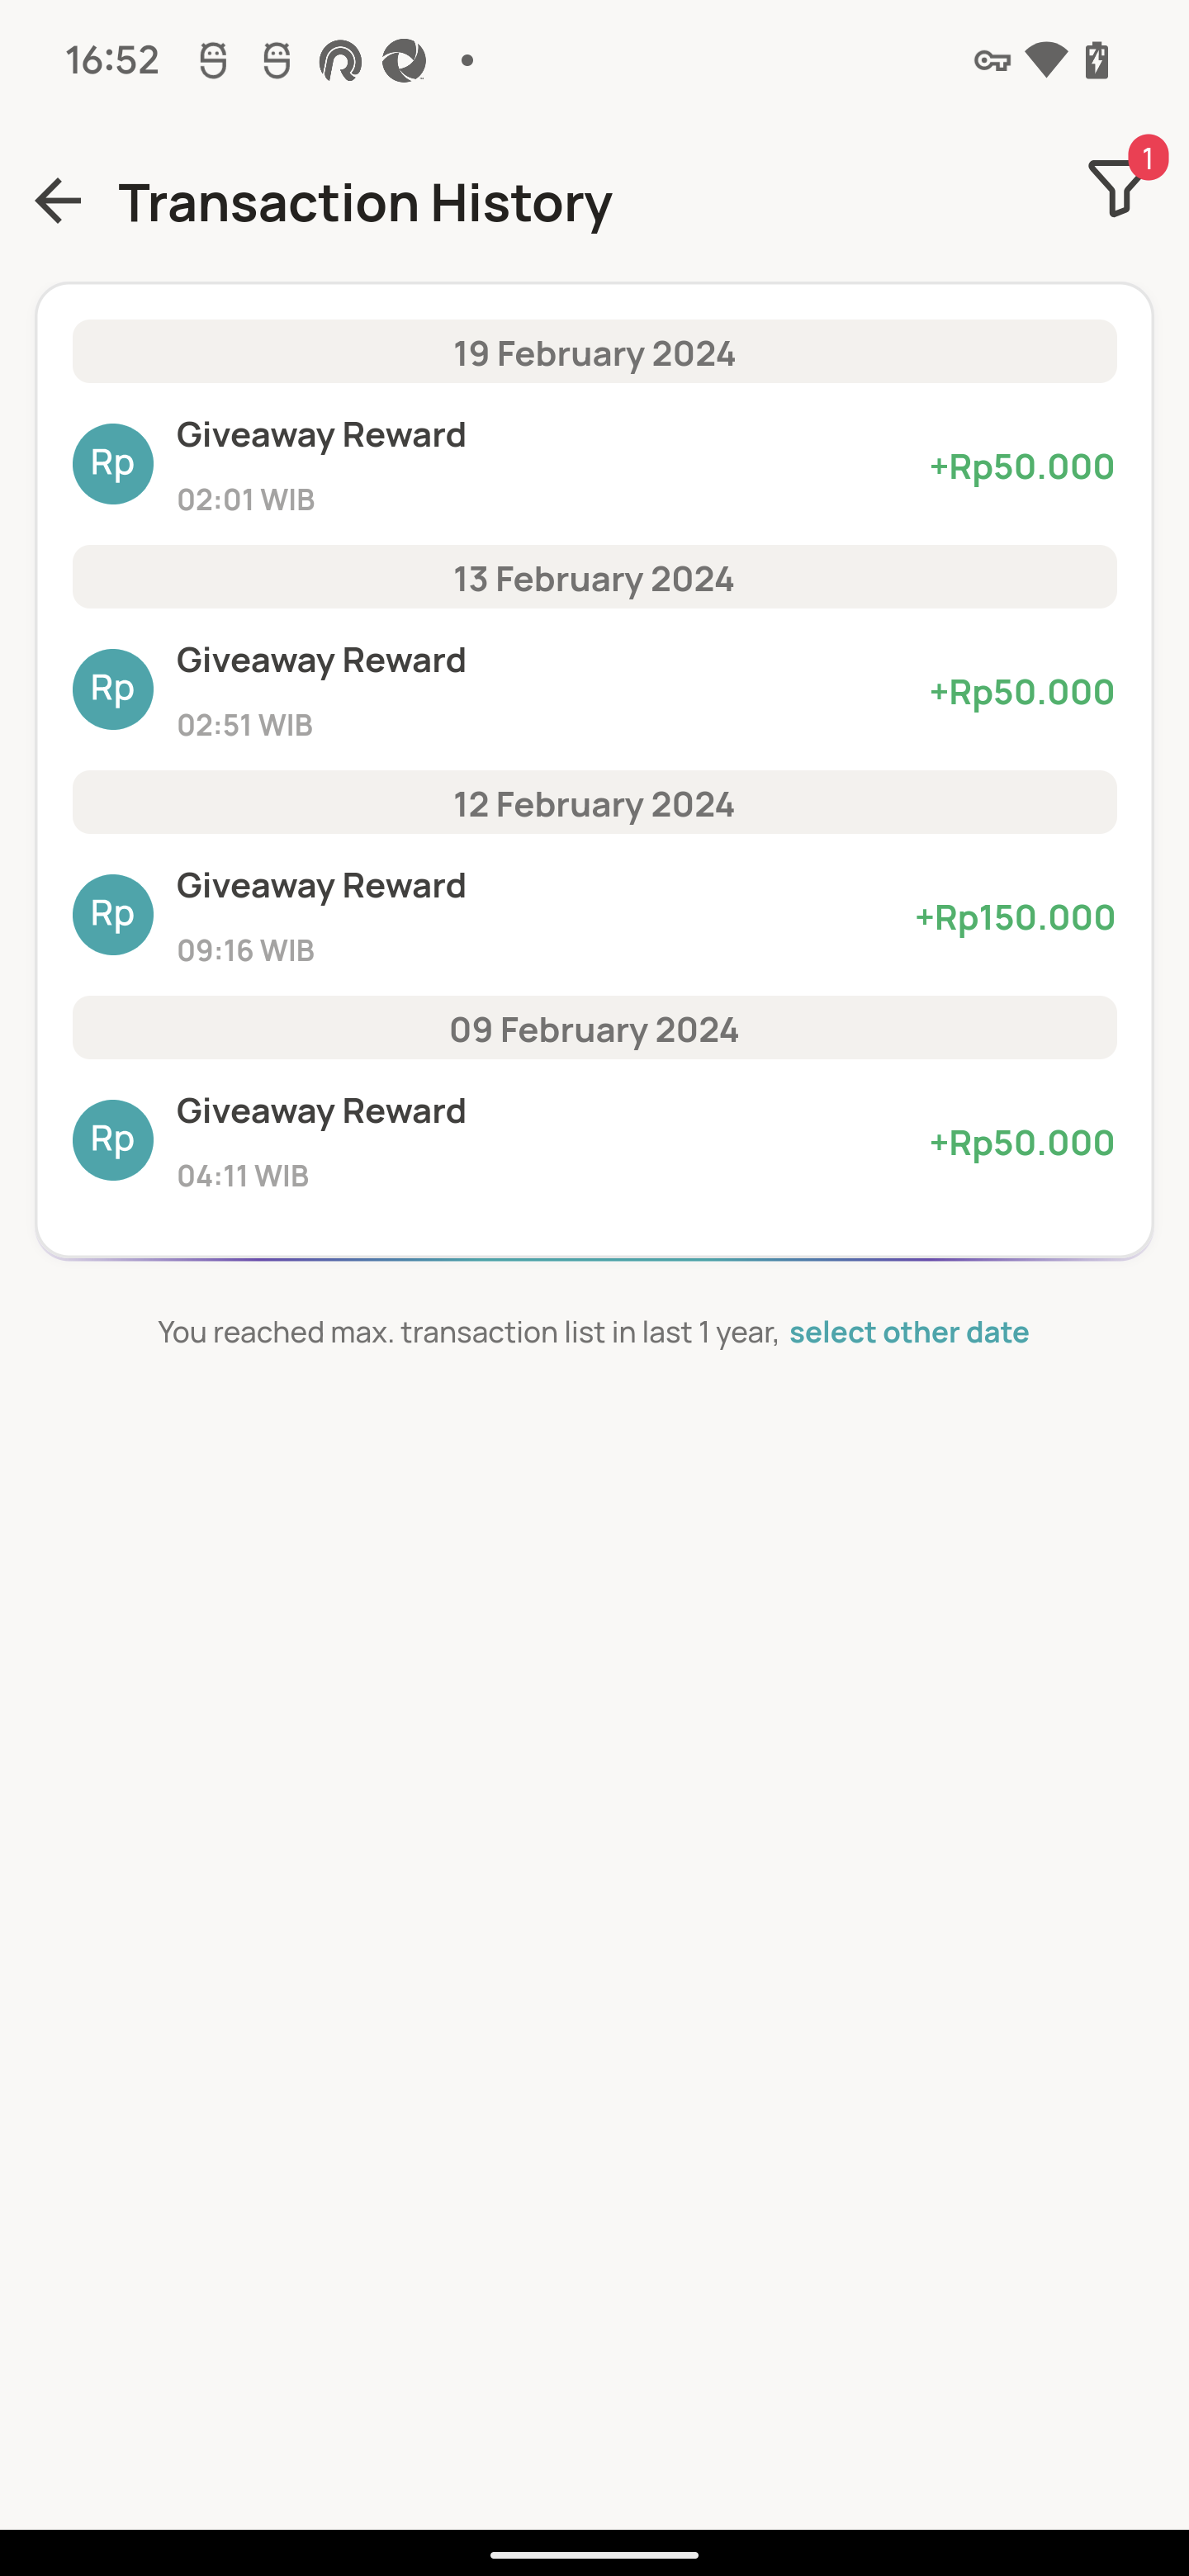 16:52
1
Transaction History
19 February 2024
Rp
Giveaway Reward
+Rp50.000
02:01 WIB
13 February 2024
Rp
Giveaway Reward
+Rp50.000
02:51 WIB
12 February 2024
Rp
Giveaway Reward
+Rp150.000
09:16 WIB
09 February 2024
Rp
Giveaway Reward
+Rp50.000
04:11 WIB
You reached max. transaction list in last 1 year, select other date